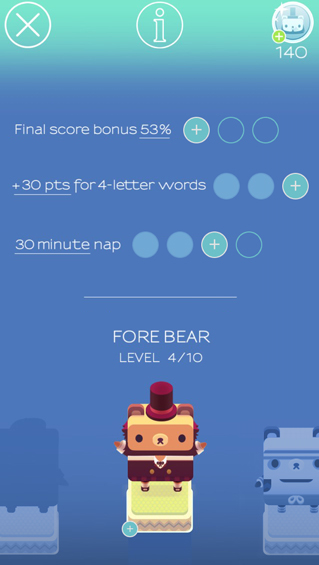 140
Final score bonus 53%
+30 pts for 4-letter words
30 minute nap
FORE BEAR
LEVEL 4/10